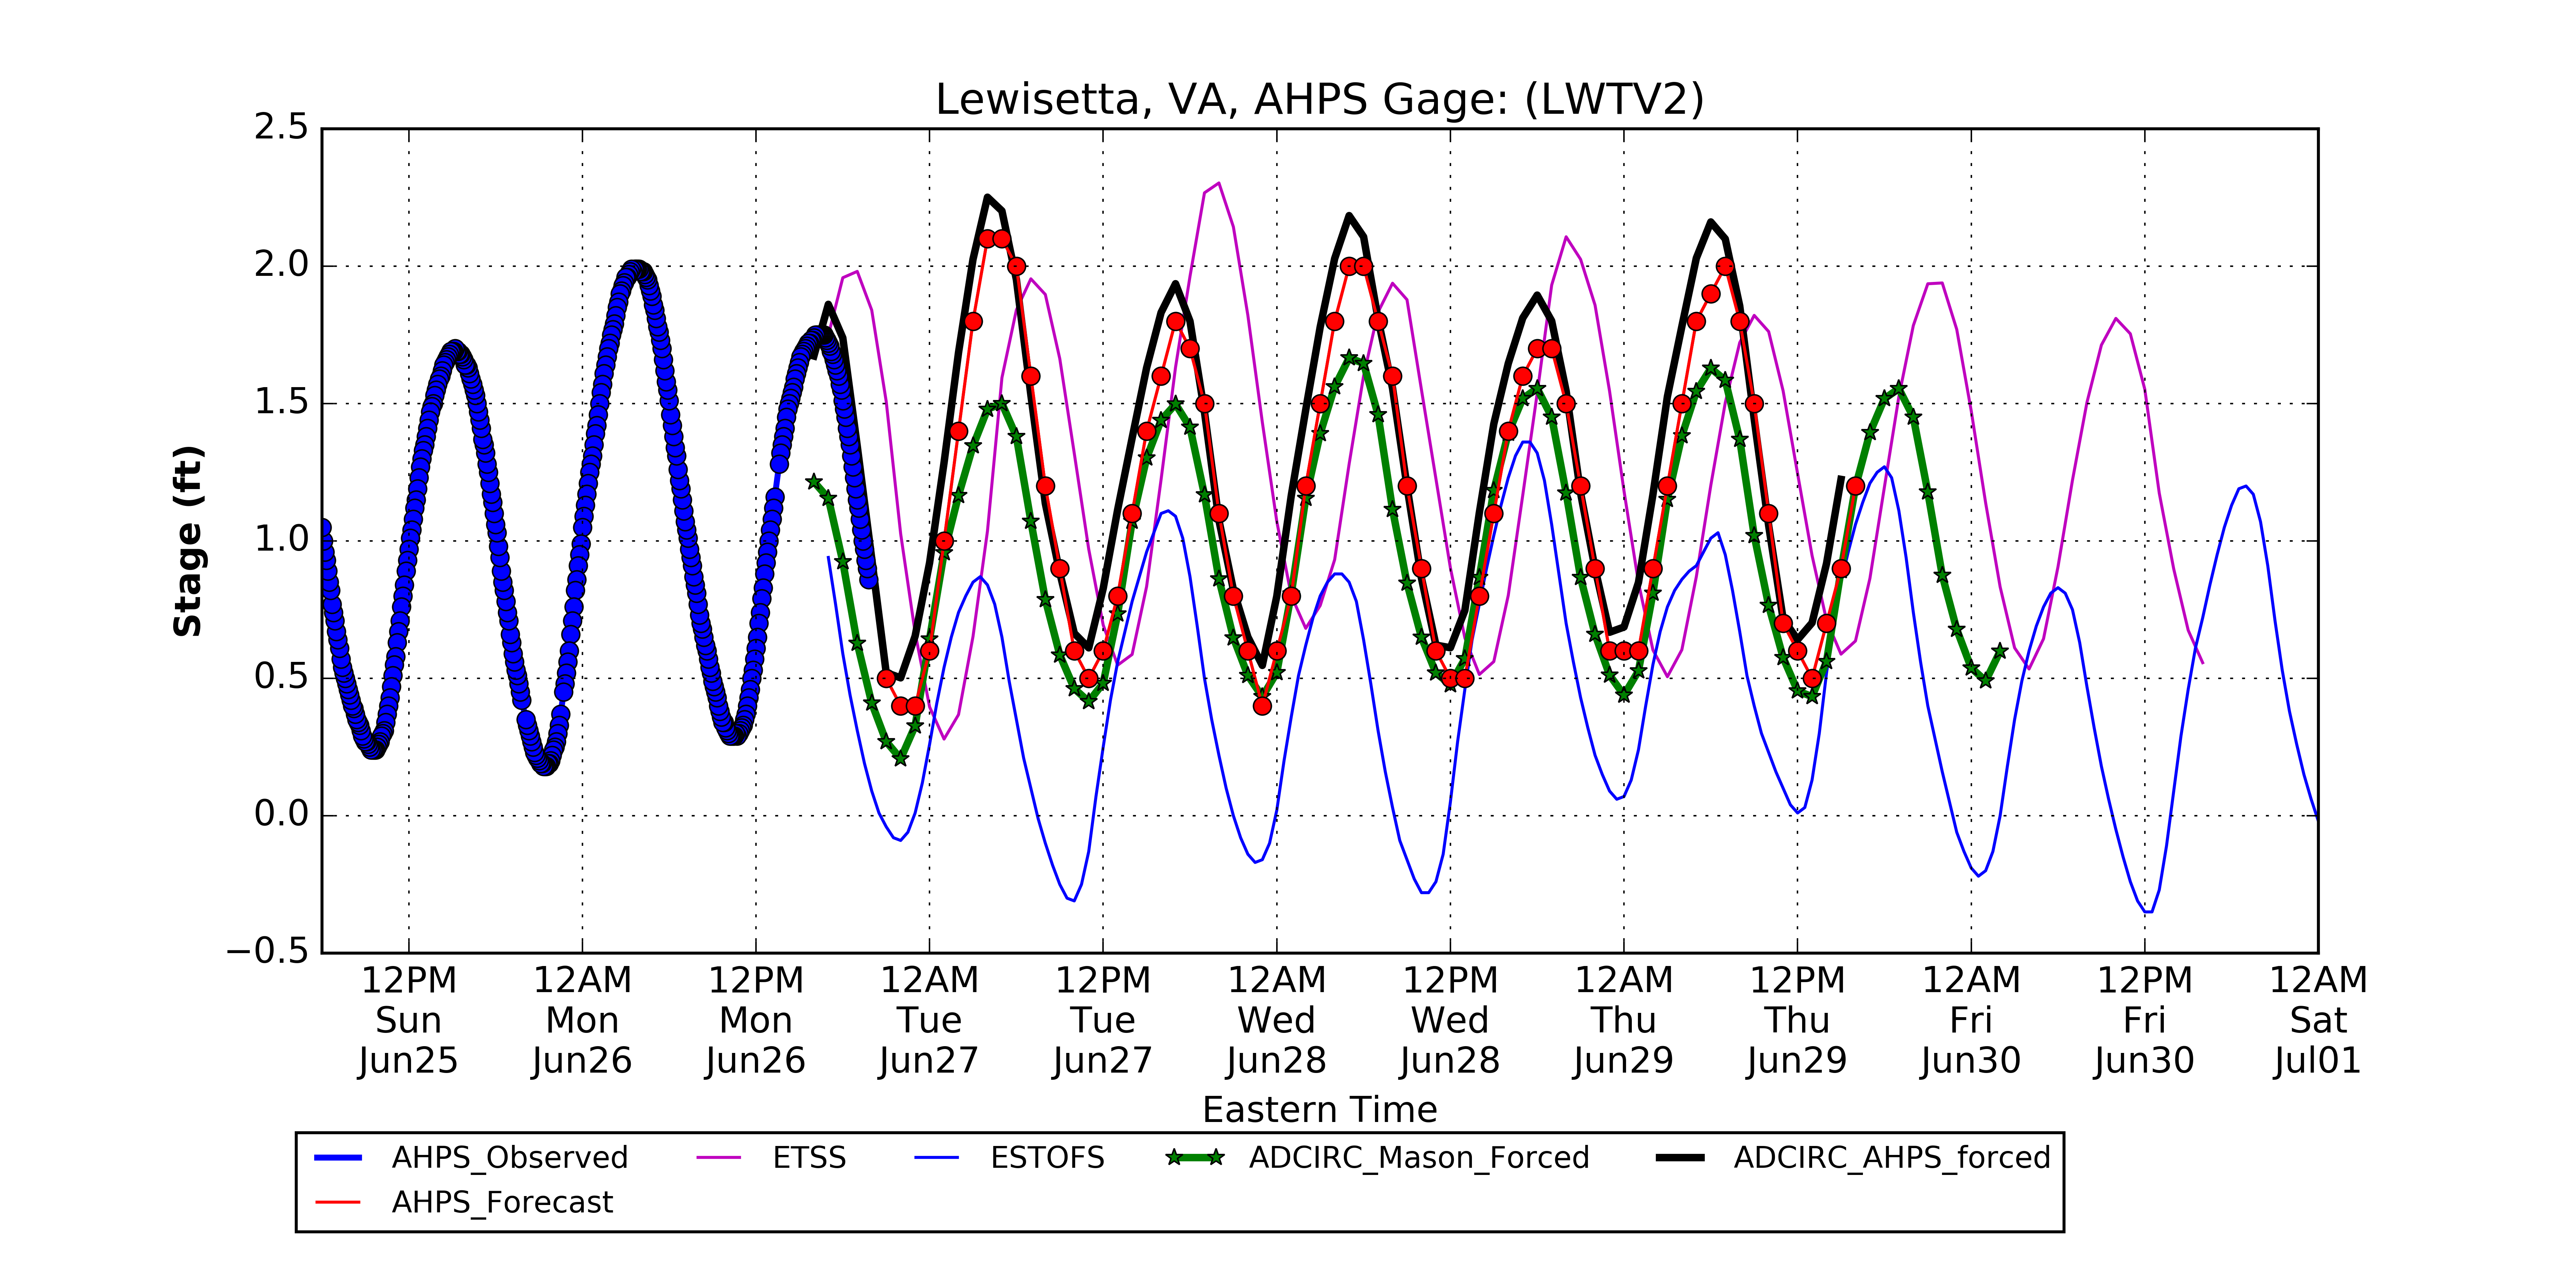 Lewisetta, VA, AHPS Gage: (LWTV2)
2.5
2.0
1.5
1.0
0.5
0.0
−0.5
Stage (ft)
12PM 12AM 12PM 12AM 12PM 12AM 12PM 12AM 12PM 12AM 12PM 12AM
Sun Mon Mon Tue Tue Wed Wed Thu Thu Fri Fri Sat
Jun25 Jun26 Jun26 Jun27 Jun27 Jun28 Jun28 Jun29 Jun29 Jun30 Jun30 Jul01
Eastern Time
AHPS_Observed ETSS ESTOFS ADCIRC_Mason_Forced ADCIRC_AHPS_forced
AHPS_Forecast